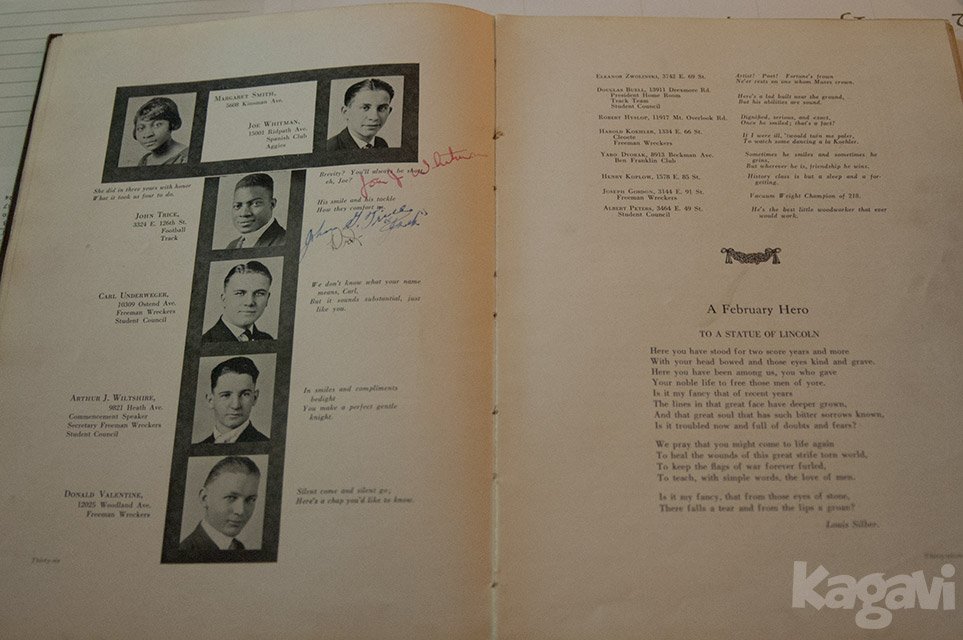 MARGARET SMITH,
5608 Kinsman Ave.
JOE WHITMAN,
15001 Ridpath Ave.
Spanish Club
Aggies
She did in three years with honor
What it took us four to do.
Brevity? You'll always be short
eh, Joe?
Joe J. Whitman
JOHN TRICE,
3324 E. 126th St.
Football
Track
His smile and his tackle
How they comfort us.
John G. Trice
CARL UNDERWEGER,
10309 Ostend Ave.
Freeman Wreckers
Student Council
We don't know what your name
means, Carl,
But it sounds substantial, just
like you.
ARTHUR J. WILTSHIRE,
9821 Heath Ave.
Commencement Speaker
Secretary Freeman Wreckers
Student Council
In smiles and compliments
bedight
You make a perfect gentle
knight.
DONALD VALENTINE,
12025 Woodland Ave.
Freeman Wreckers
Silent come and silent go;
Here's a chap you'd like to know.
Thirty-six
ELEANOR ZWOLINSKI, 3742 E. 69 St.
Artist! Poet! Fortune's frown
Ne'er rests on one whom Muses crown.
DOUGLAS BUELL, 13911 Drexmore Rd.
President Home Room
Track Team
Student Council
Here's a lad built near the ground,
But his abilities are sound.
ROBERT HYSLOP, 11917 Mt. Overlook Rd.
Dignified, serious, and exact,
Once he smiled; that's a fact!
HAROLD KOEHLER, 1334 E. 66 St.
Cleonte
Freeman Wreckers
If I were ill, 'twould turn me paler,
To watch some dancing a la Koehler.
YARO DVORAK, 8913 Beckman Ave.
Ben Franklin Club
Sometimes he smiles and sometimes he
grins,
But wherever he is, friendship he wins.
HENRY KOPLOW, 1578 E. 85 St.
History class is but a sleep and a for-
getting.
JOSEPH GORDON, 3144 E. 91 St.
Freeman Wreckers
Vacuum Weight Champion of 210.
ALBERT PETERS, 3464 E. 49 St.
Student Council
He's the best little woodworker that ever
would work.
A February Hero
TO A STATUE OF LINCOLN
Here you have stood for two score years and more
With your head bowed and those eyes kind and grave.
Here you have been among us, you who gave
Your noble life to free those men of yore.
Is it my fancy that of recent years
The lines in that great face have deeper grown,
And that great soul that has such bitter sorrows known,
Is it troubled now and full of doubts and fears?
We pray that you might come to life again
To heal the wounds of this great strife torn world,
To keep the flags of war forever furled,
To teach, with simple words, the love of men.
Is it my fancy, that from those eyes of stone,
There falls a tear and from the lips a groan?
Louis Silber.
Kagavi